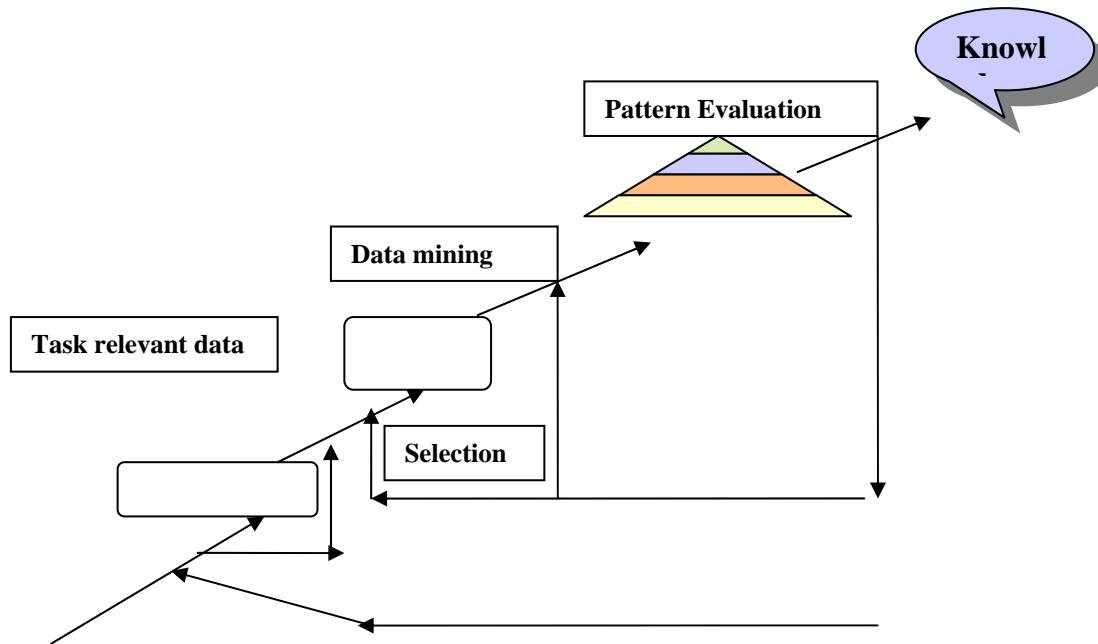 Knowl
Pattern Evaluation
Data mining
Task relevant data
Selection